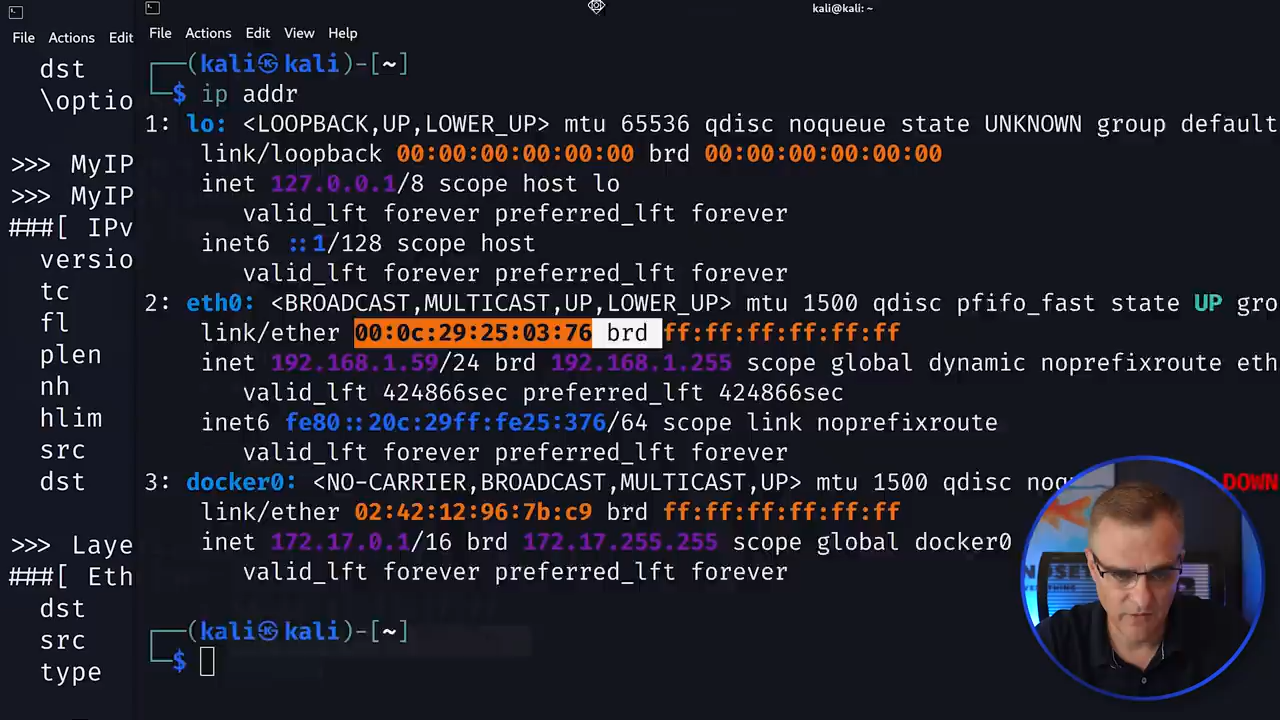 kali@kali: ~
File Actions Edit
File Actions Edit View Help
dst
\optio
>>> MyIP
>>> MyIP
###[ IPv
versio
tc
fl
plen
nh
hlim
src
dst
>>> Laye
###[ Eth
dst
src
type
┌──(kali㉿kali)-[~]
└─$ ip addr
1: lo: <LOOPBACK,UP,LOWER_UP> mtu 65536 qdisc noqueue state UNKNOWN group default
link/loopback 00:00:00:00:00:00 brd 00:00:00:00:00:00
inet 127.0.0.1/8 scope host lo
valid_lft forever preferred_lft forever
inet6 ::1/128 scope host
valid_lft forever preferred_lft forever
2: eth0: <BROADCAST,MULTICAST,UP,LOWER_UP> mtu 1500 qdisc pfifo_fast state UP gro
link/ether 00:0c:29:25:03:76 brd ff:ff:ff:ff:ff:ff
inet 192.168.1.59/24 brd 192.168.1.255 scope global dynamic noprefixroute eth
valid_lft 424866sec preferred_lft 424866sec
inet6 fe80::20c:29ff:fe25:376/64 scope link noprefixroute
valid_lft forever preferred_lft forever
3: docker0: <NO-CARRIER,BROADCAST,MULTICAST,UP> mtu 1500 qdisc noqu DOWN
link/ether 02:42:12:96:7b:c9 brd ff:ff:ff:ff:ff:ff
inet 172.17.0.1/16 brd 172.17.255.255 scope global docker0
valid_lft forever preferred_lft forever
┌──(kali㉿kali)-[~]
└─$